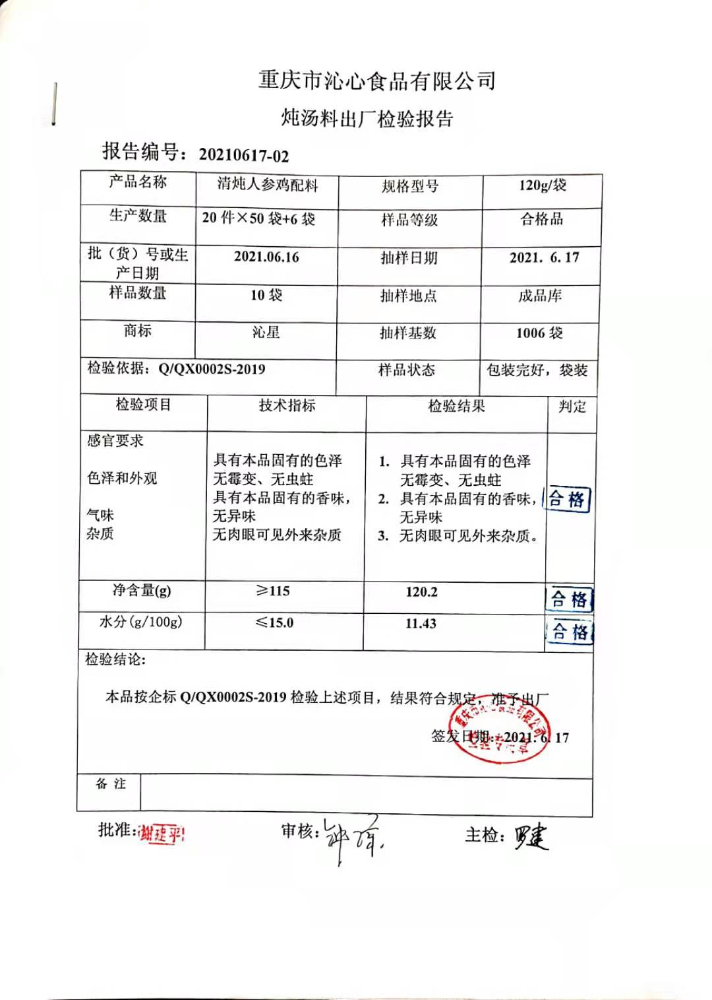 重庆市沁心食品有限公司
炖汤料出厂检验报告
报告编号：20210617-02
产品名称 清炖人参鸡配料 规格型号 120g/袋
生产数量 20 件×50 袋+6 袋 样品等级 合格品
批（货）号或生
产日期 2021.06.16 抽样日期 2021. 6. 17
样品数量 10 袋 抽样地点 成品库
商标 沁星 抽样基数 1006 袋
检验依据：Q/QX0002S-2019 样品状态 包装完好，袋装
检验项目 技术指标 检验结果 判定
感官要求
具有本品固有的色泽 1. 具有本品固有的色泽
色泽和外观 无霉变、无虫蛀 无霉变、无虫蛀
具有本品固有的香味， 2. 具有本品固有的香味， 合格
气味 无异味 无异味
杂质 无肉眼可见外来杂质 3. 无肉眼可见外来杂质。
净含量(g) ≥115 120.2 合格
水分(g/100g) ≤15.0 11.43 合格
检验结论:
本品按企标 Q/QX0002S-2019 检验上述项目，结果符合规定，准予出厂
重庆市沁心食品有限公司
签发日期：2021. 6. 17
备 注
批准：谢建平 审核： 主检：罗建